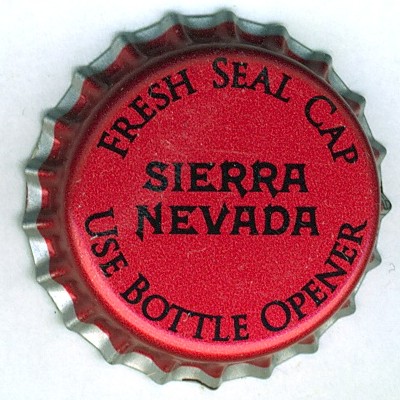 FRESH SEAL CAP
SIERRA
NEVADA
USE BOTTLE OPENER